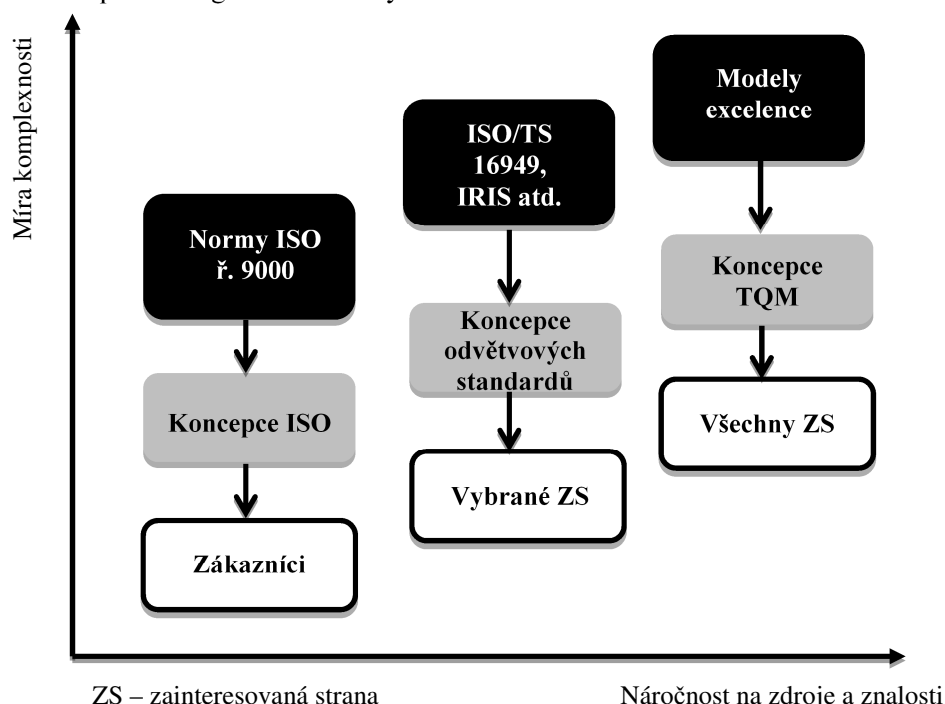 Míra komplexnosti
Modely
excelence
ISO/TS
16949,
IRIS atd.
Normy ISO
ř. 9000
Koncepce
TQM
Koncepce
odvětvových
standardů
Koncepce ISO
Všechny ZS
Vybrané ZS
Zákazníci
ZS – zainteresovaná strana
Náročnost na zdroje a znalosti